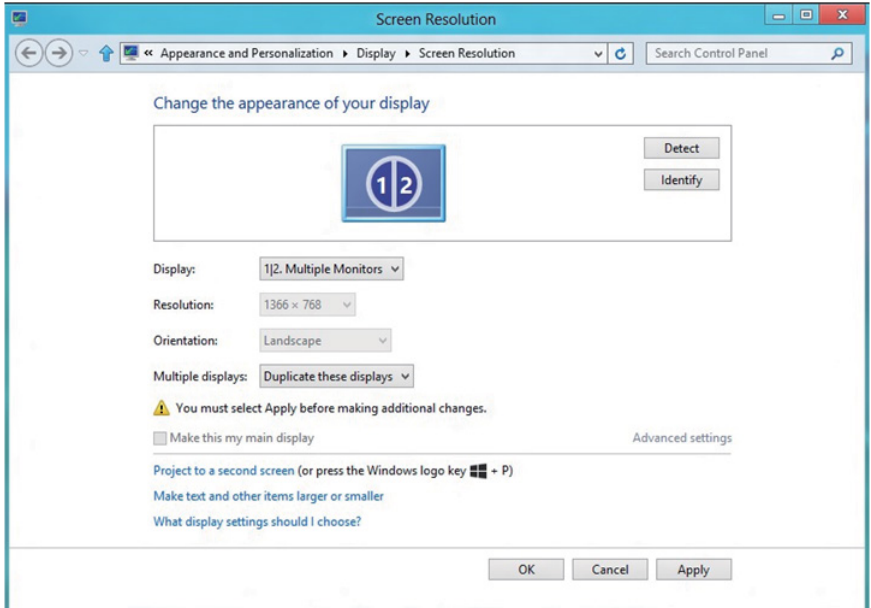 Screen Resolution
« Appearance and Personalization Display Screen Resolution Search Control Panel
Change the appearance of your display
Detect
1 2
Identify
Display: 1|2. Multiple Monitors
Resolution: 1366 × 768
Orientation: Landscape
Multiple displays: Duplicate these displays
You must select Apply before making additional changes.
Make this my main display Advanced settings
Project to a second screen (or press the Windows logo key + P)
Make text and other items larger or smaller
What display settings should I choose?
OK Cancel Apply